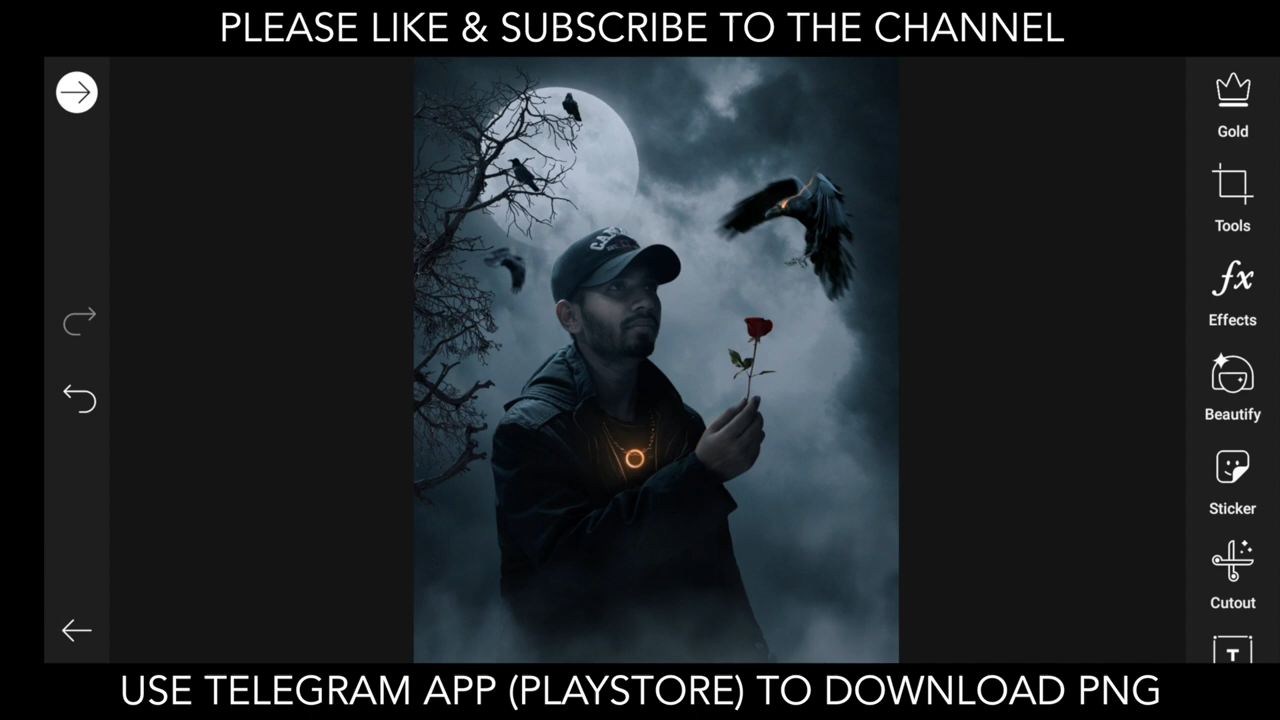 PLEASE LIKE & SUBSCRIBE TO THE CHANNEL
Gold
Tools
fx
Effects
Beautify
Sticker
Cutout
T
USE TELEGRAM APP (PLAYSTORE) TO DOWNLOAD PNG